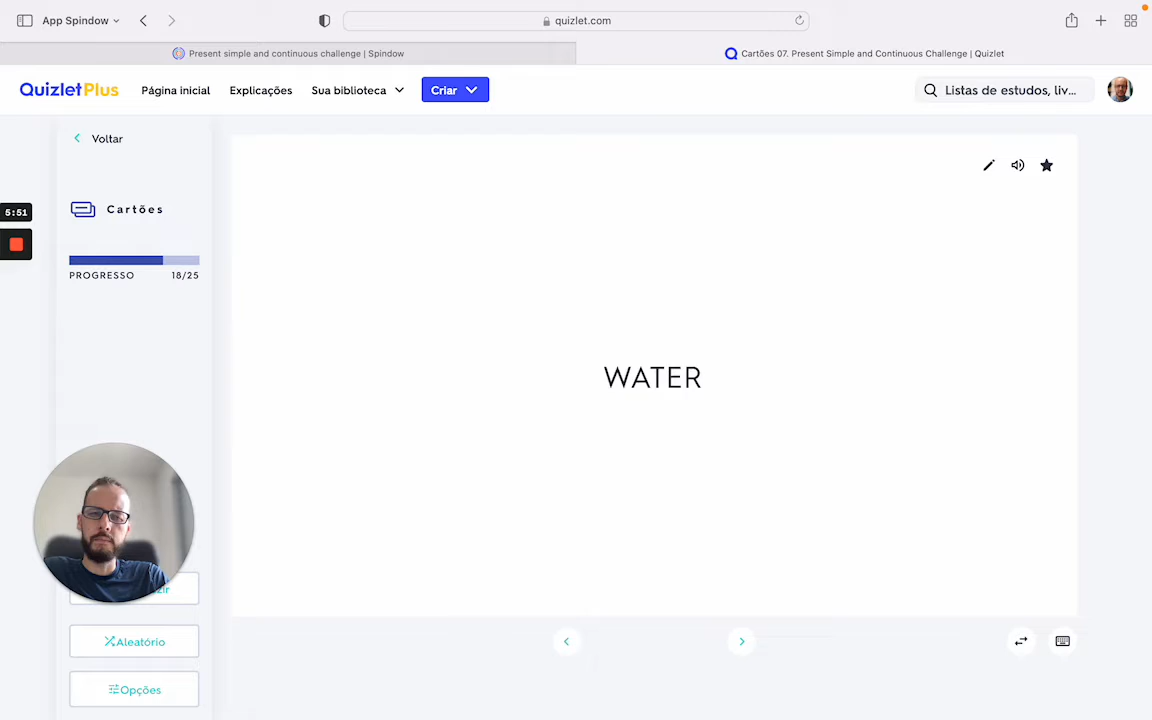 App Spindow
quizlet.com
Present simple and continuous challenge | Spindow
Cartões 07. Present Simple and Continuous Challenge | Quizlet
QuizletPlus
Página inicial
Explicações
Sua biblioteca
Criar
Listas de estudos, liv...
Voltar
Cartões
5:51
PROGRESSO 18/25
WATER
zir
Aleatório
Opções